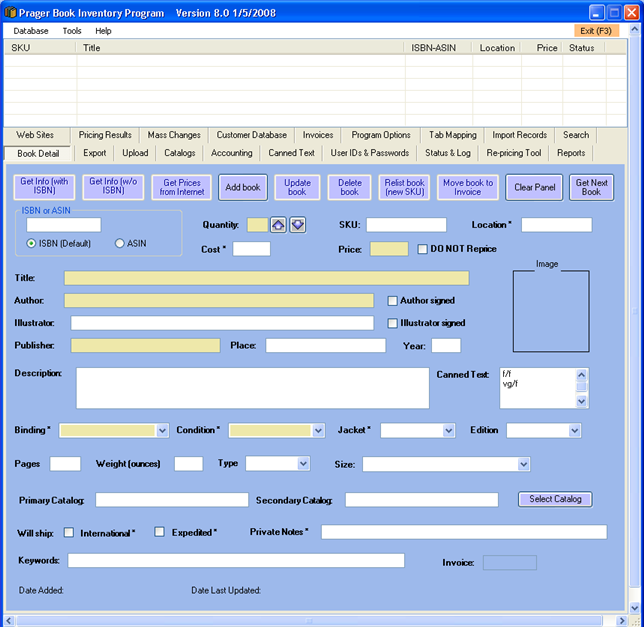 Prager Book Inventory Program   Version 8.0 1/5/2008
Database Tools Help Exit (F3)
SKU Title ISBN-ASIN Location Price Status
Web Sites Pricing Results Mass Changes Customer Database Invoices Program Options Tab Mapping Import Records Search
Book Detail Export Upload Catalogs Accounting Canned Text User IDs & Passwords Status & Log Re-pricing Tool Reports
Get Info (with Get Info (w/o Get Prices Add book Update Delete Relist book Move book to Clear Panel Get Next
ISBN) ISBN) from Internet book book (new SKU) Invoice Book
ISBN or ASIN
Quantity: SKU: Location *
ISBN (Default) ASIN Cost * Price: DO NOT Reprice
Image
Title:
Author: Author signed
Illustrator: Illustrator signed
Publisher: Place: Year:
Description: Canned Text: f/f
vg/f
Binding * Condition * Jacket * Edition
Pages Weight (ounces) Type Size:
Primary Catalog: Secondary Catalog: Select Catalog
Will ship: International * Expedited * Private Notes *
Keywords: Invoice:
Date Added: Date Last Updated: